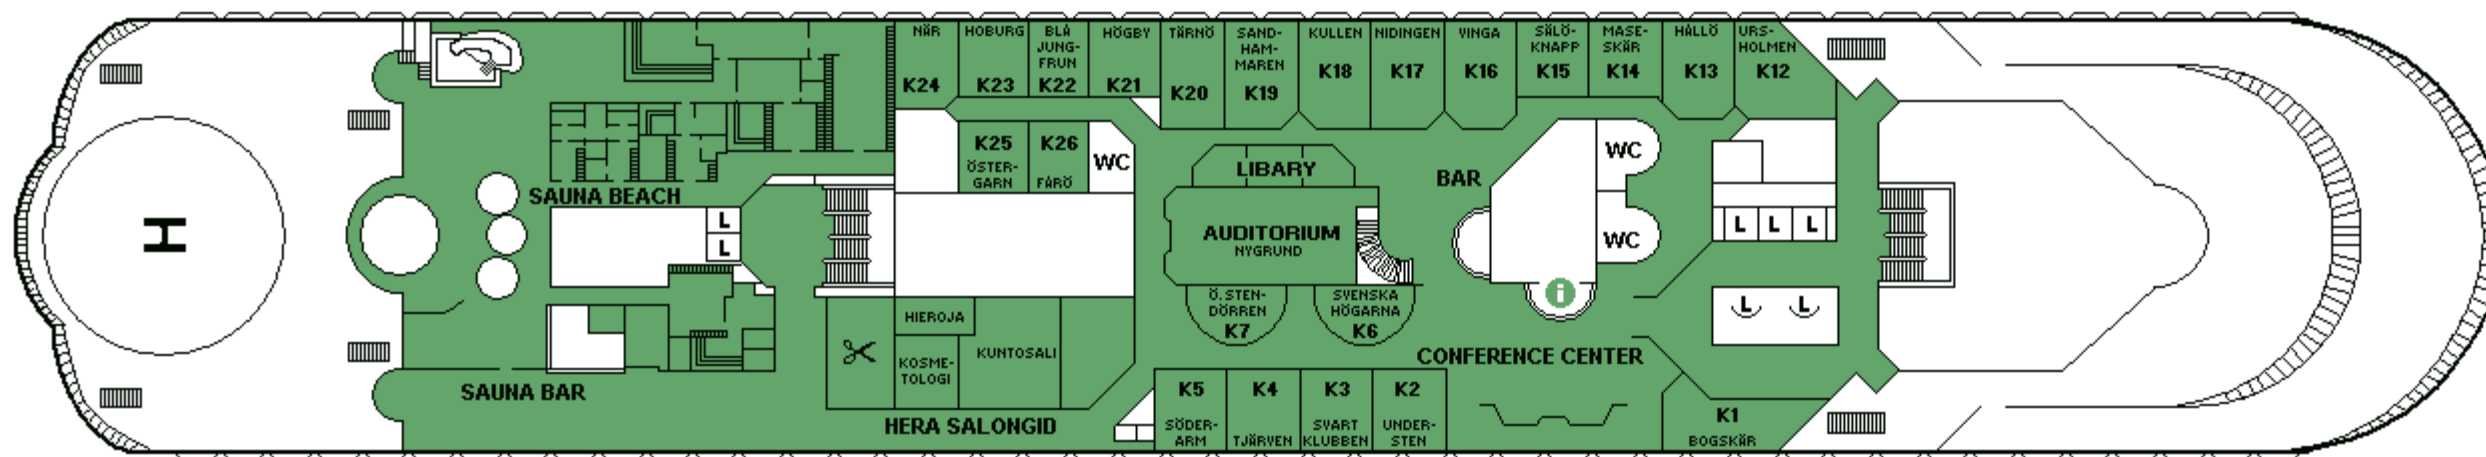 NÄR
K24
HOBURG
K23
BLÅ
JUNG-
FRUN
K22
HÖGBY
K21
TÄRNÖ
K20
SAND-
HAM-
MAREN
K19
KULLEN
K18
NIDINGEN
K17
VINGA
K16
SÄLÖ-
KNAPP
K15
MASE-
SKÄR
K14
HÄLLÖ
K13
URS-
HOLMEN
K12
K25
ÖSTER-
GARN
K26
FÅRÖ
WC
LIBARY
BAR
WC
WC
SAUNA BEACH
L
L
H
AUDITORIUM
NYGRUND
L L L
i
L L
Ö. STEN-
DÖRREN
K7
SVENSKA
HÖGARNA
K6
HIEROJA
KOSME-
TOLOGI
KUNTOSALI
CONFERENCE CENTER
SAUNA BAR
HERA SALONGID
K5
SÖDER-
ARM
K4
TJÄRVEN
K3
SVART
KLUBBEN
K2
UNDER-
STEN
K1
BOGSKÄR